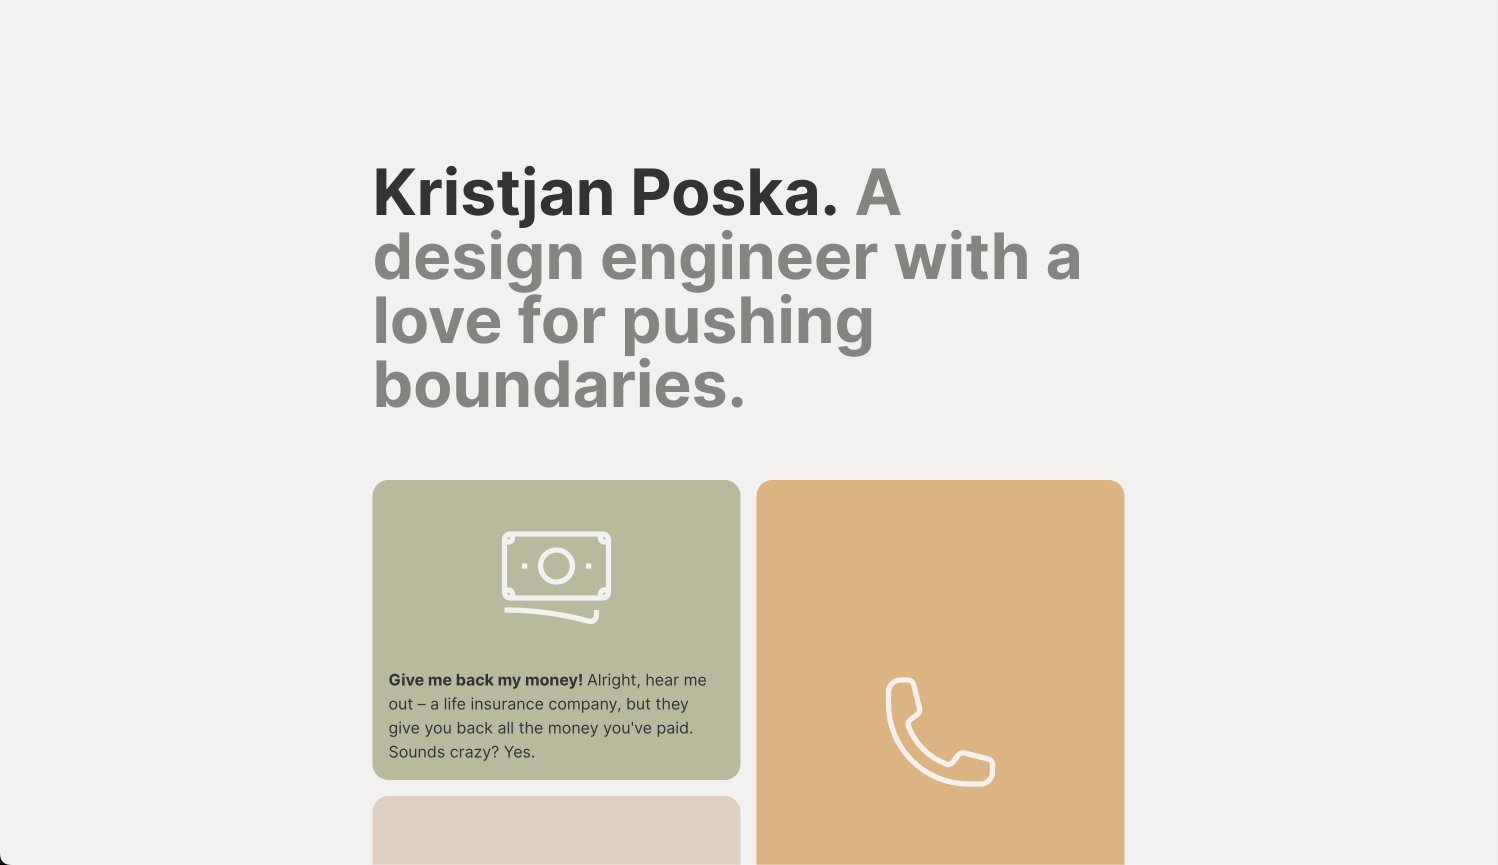 Kristjan Poska. A
design engineer with a
love for pushing
boundaries.
Give me back my money! Alright, hear me
out – a life insurance company, but they
give you back all the money you've paid.
Sounds crazy? Yes.